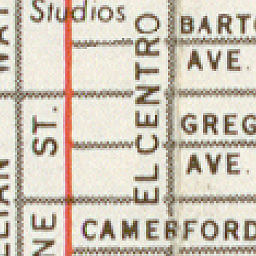 Studios
EL CENTRO
BARTO
AVE.
ST.
GREG
AVE.
CAMERFORD